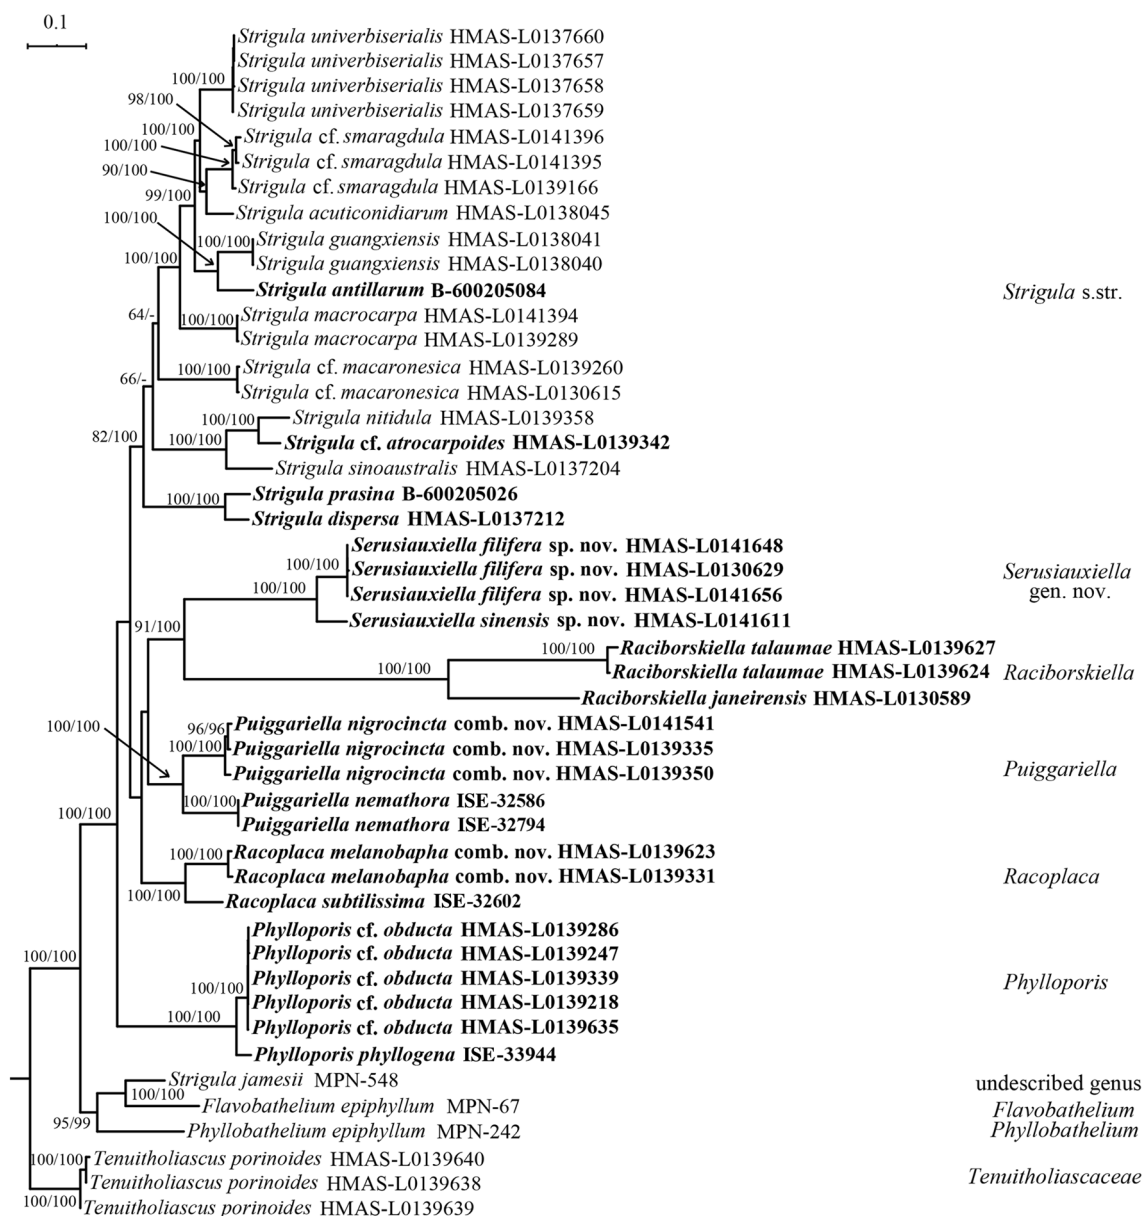 0.1
Strigula univerbiserialis HMAS-L0137660
Strigula univerbiserialis HMAS-L0137657
100/100 Strigula univerbiserialis HMAS-L0137658
98/100 Strigula univerbiserialis HMAS-L0137659
100/100 Strigula cf. smaragdula HMAS-L0141396
100/100 Strigula cf. smaragdula HMAS-L0141395
90/100 Strigula cf. smaragdula HMAS-L0139166
99/100 Strigula acuticonidiarum HMAS-L0138045
100/100
100/100 Strigula guangxiensis HMAS-L0138041
100/100 Strigula guangxiensis HMAS-L0138040
Strigula antillarum B-600205084 Strigula s.str.
64/- 100/100 Strigula macrocarpa HMAS-L0141394
Strigula macrocarpa HMAS-L0139289
66/- 100/100 Strigula cf. macaronesica HMAS-L0139260
Strigula cf. macaronesica HMAS-L0130615
100/100 Strigula nitidula HMAS-L0139358
82/100 100/100 Strigula cf. atrocarpoides HMAS-L0139342
Strigula sinoaustralis HMAS-L0137204
100/100 Strigula prasina B-600205026
Strigula dispersa HMAS-L0137212
Serusiauxiella filifera sp. nov. HMAS-L0141648
100/100 Serusiauxiella filifera sp. nov. HMAS-L0130629 Serusiauxiella
100/100 Serusiauxiella filifera sp. nov. HMAS-L0141656 gen. nov.
91/100 Serusiauxiella sinensis sp. nov. HMAS-L0141611
100/100 Raciborskiella talaumae HMAS-L0139627
100/100 Raciborskiella talaumae HMAS-L0139624 Raciborskiella
Raciborskiella janeirensis HMAS-L0130589
100/100 96/96 Puiggariella nigrocincta comb. nov. HMAS-L0141541
100/100 Puiggariella nigrocincta comb. nov. HMAS-L0139335
Puiggariella nigrocincta comb. nov. HMAS-L0139350 Puiggariella
100/100 Puiggariella nemathora ISE-32586
100/100 Puiggariella nemathora ISE-32794
100/100 Racoplaca melanobapha comb. nov. HMAS-L0139623
Racoplaca melanobapha comb. nov. HMAS-L0139331 Racoplaca
100/100 Racoplaca subtilissima ISE-32602
Phylloporis cf. obducta HMAS-L0139286
100/100 Phylloporis cf. obducta HMAS-L0139247
100/100 Phylloporis cf. obducta HMAS-L0139339 Phylloporis
Phylloporis cf. obducta HMAS-L0139218
100/100 Phylloporis cf. obducta HMAS-L0139635
Phylloporis phyllogena ISE-33944
Strigula jamesii MPN-548 undescribed genus
100/100 Flavobathelium epiphyllum MPN-67 Flavobathelium
95/99 Phyllobathelium epiphyllum MPN-242 Phyllobathelium
100/100 Tenuitholiascus porinoides HMAS-L0139640
Tenuitholiascus porinoides HMAS-L0139638 Tenuitholiascaceae
100/100 Tenuitholiascus porinoides HMAS-L0139639